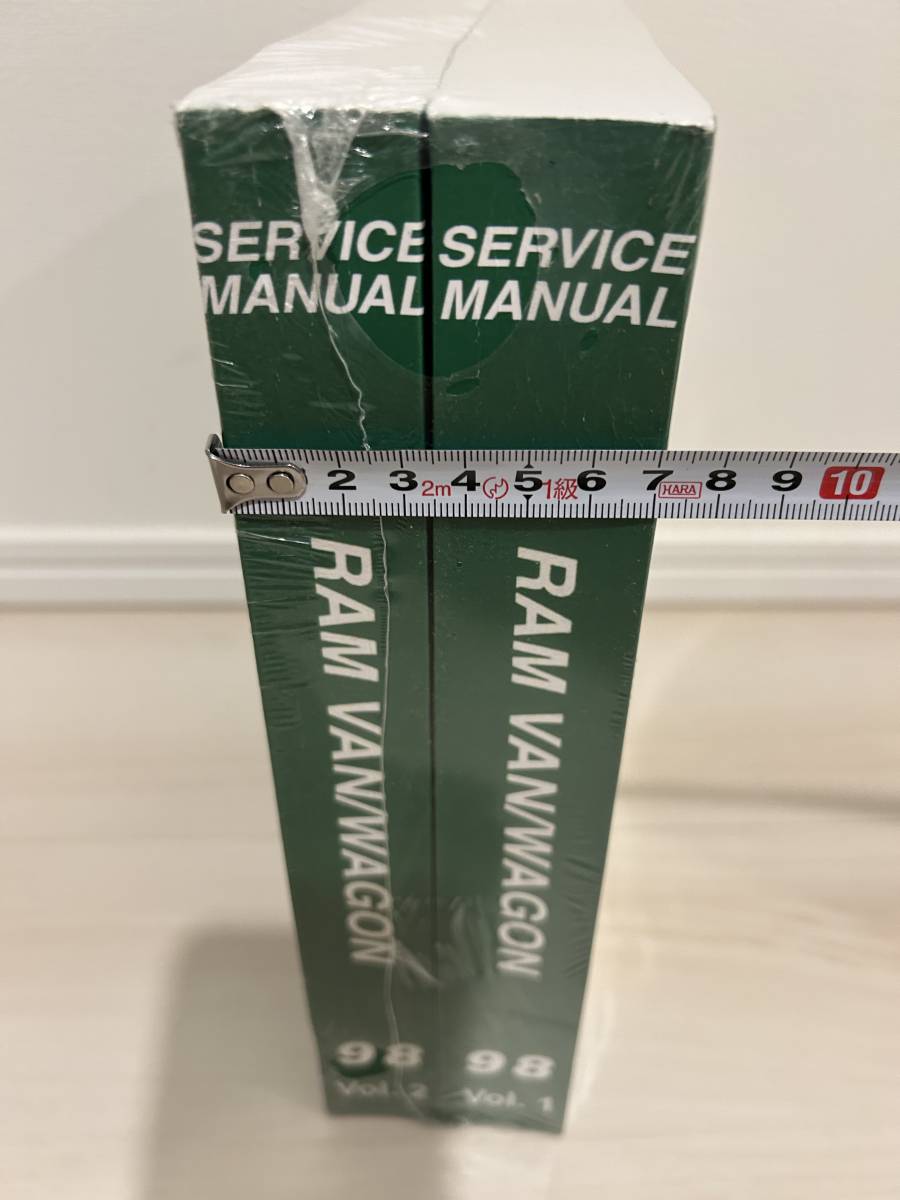 SERVICE
MANUAL
SERVICE
MANUAL
2 3 2m 4 5 1級 6 7 HARA 8 9 10
RAM VAN/WAGON
98
Vol. 2
RAM VAN/WAGON
98
Vol. 1